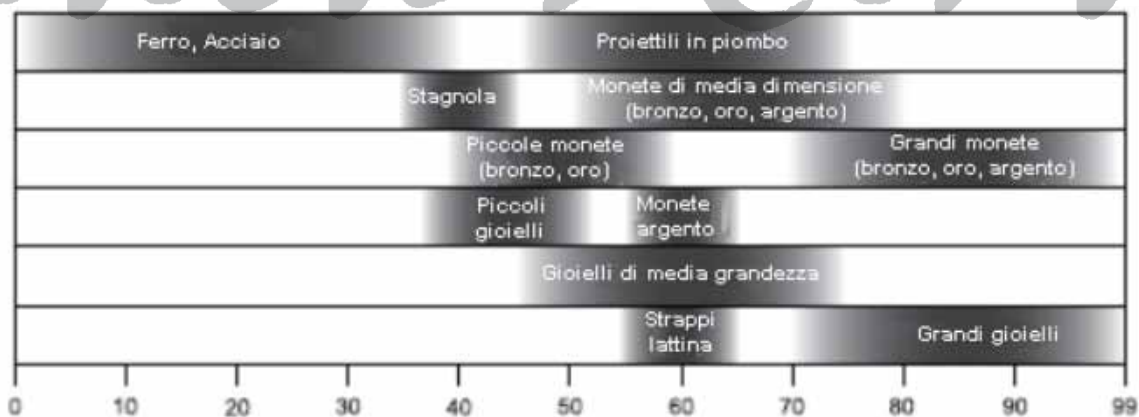 Ferro, Acciaio
Proiettili in piombo
Stagnola
Monete di media dimensione
(bronzo, oro, argento)
Piccole monete
(bronzo, oro)
Grandi monete
(bronzo, oro, argento)
Piccoli
gioielli
Monete
argento
Gioielli di media grandezza
Strappi
lattina
Grandi gioielli
0 10 20 30 40 50 60 70 80 90 99